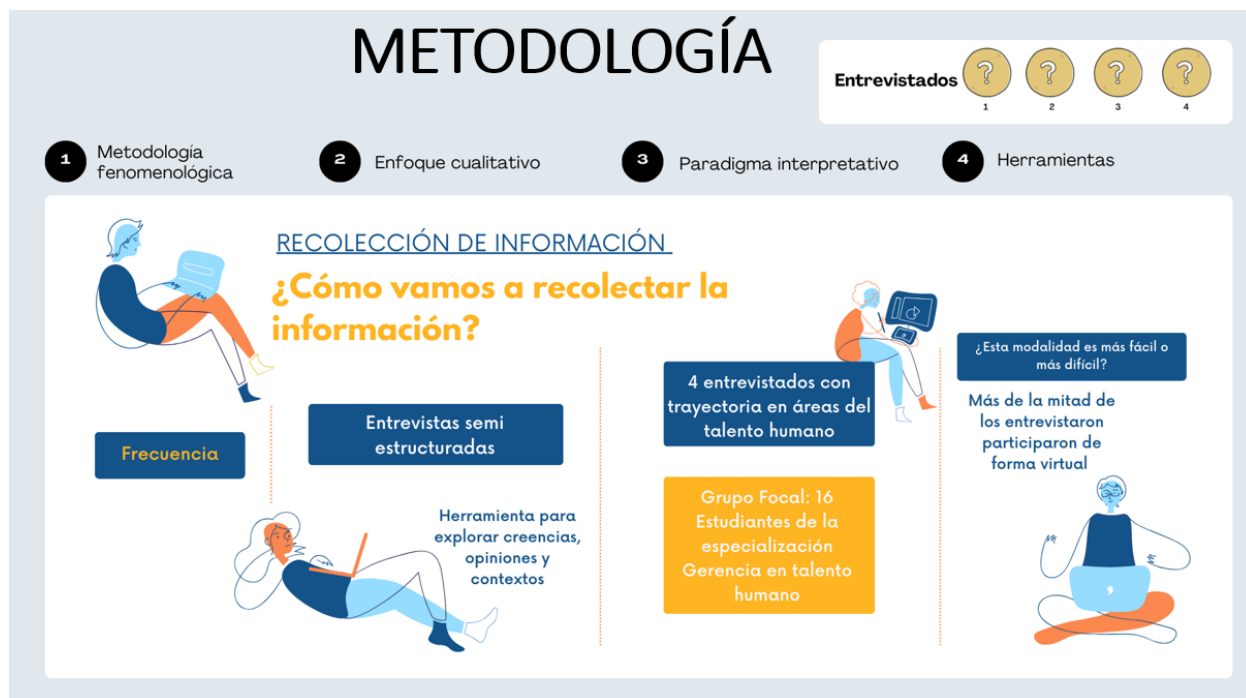 METODOLOGÍA
Entrevistados
? ? ? ?
1 2 3 4
1 Metodología
fenomenológica
2 Enfoque cualitativo
3 Paradigma interpretativo
4 Herramientas
RECOLECCIÓN DE INFORMACIÓN
¿Cómo vamos a recolectar la
información?
Frecuencia
Entrevistas semi
estructuradas
Herramienta para
explorar creencias,
opiniones y
contextos
4 entrevistados con
trayectoria en áreas del
talento humano
Grupo Focal: 16
Estudiantes de la
especialización
Gerencia en talento
humano
¿Esta modalidad es más fácil o
más difícil?
Más de la mitad de
los entrevistaron
participaron de
forma virtual